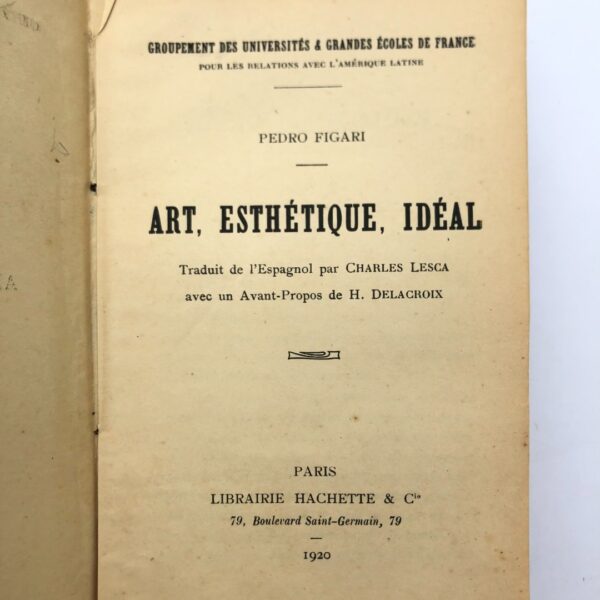 GROUPEMENT DES UNIVERSITÉS & GRANDES ÉCOLES DE FRANCE
POUR LES RELATIONS AVEC L'AMÉRIQUE LATINE
PEDRO FIGARI
ART, ESTHÉTIQUE, IDÉAL
Traduit de l'Espagnol par CHARLES LESCA
avec un Avant-Propos de H. DELACROIX
PARIS
LIBRAIRIE HACHETTE & Cie
79, Boulevard Saint-Germain, 79
1920